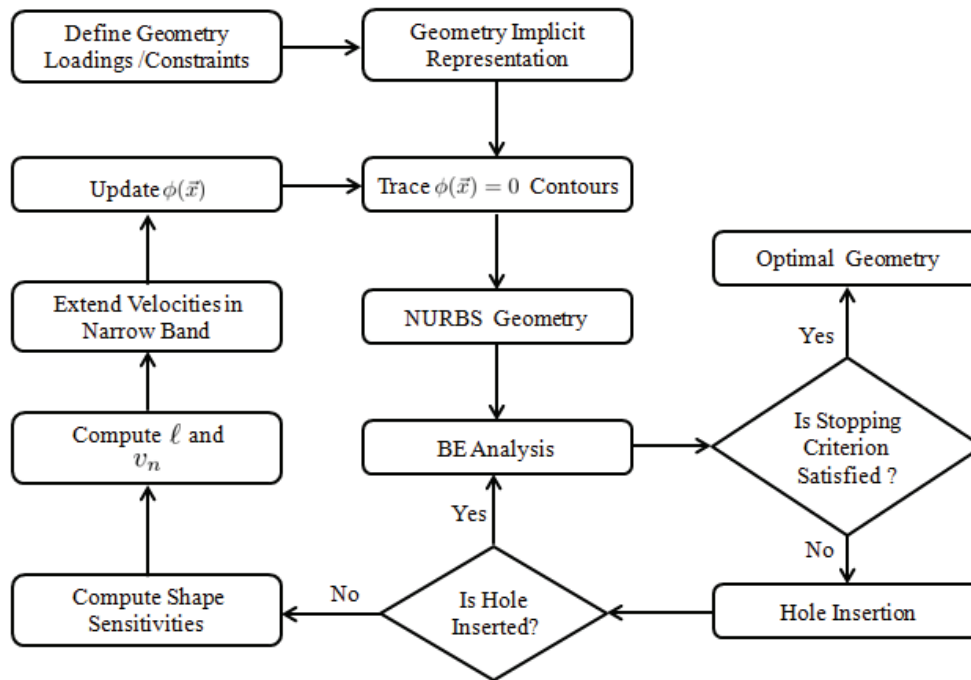 Define Geometry
Loadings /Constraints
Geometry Implicit
Representation
Update ϕ(x⃗)
Trace ϕ(x⃗) = 0 Contours
Optimal Geometry
Extend Velocities in
Narrow Band
NURBS Geometry
Yes
Compute ℓ and
vₙ
BE Analysis
Is Stopping
Criterion
Satisfied ?
Yes
No
Compute Shape
Sensitivities
No
Is Hole
Inserted?
Hole Insertion